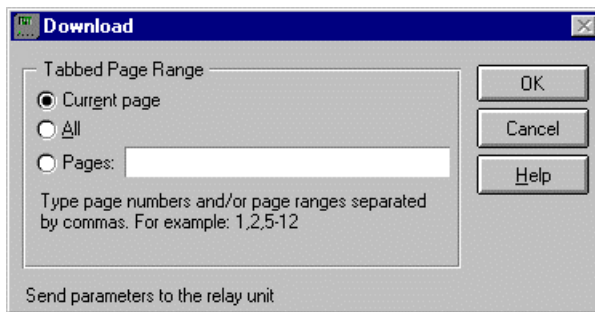 Download
Tabbed Page Range
Current page
All
Pages:
Type page numbers and/or page ranges separated
by commas. For example: 1,2,5-12
OK
Cancel
Help
Send parameters to the relay unit